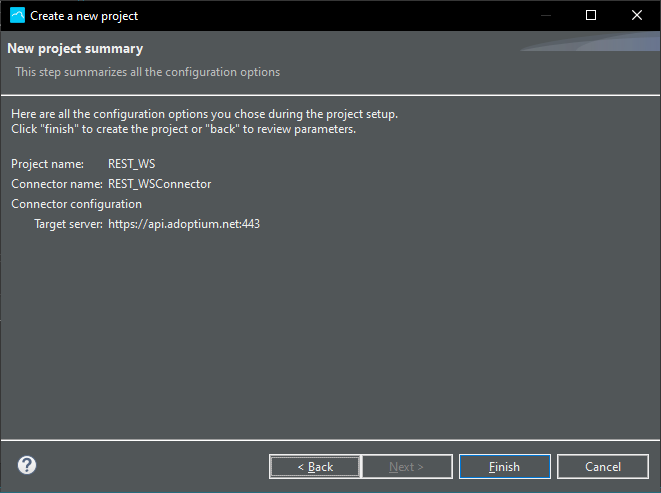 Create a new project
New project summary
This step summarizes all the configuration options
Here are all the configuration options you chose during the project setup.
Click "finish" to create the project or "back" to review parameters.
Project name: REST_WS
Connector name: REST_WSConnector
Connector configuration
Target server: https://api.adoptium.net:443
?
< Back Next > Finish Cancel